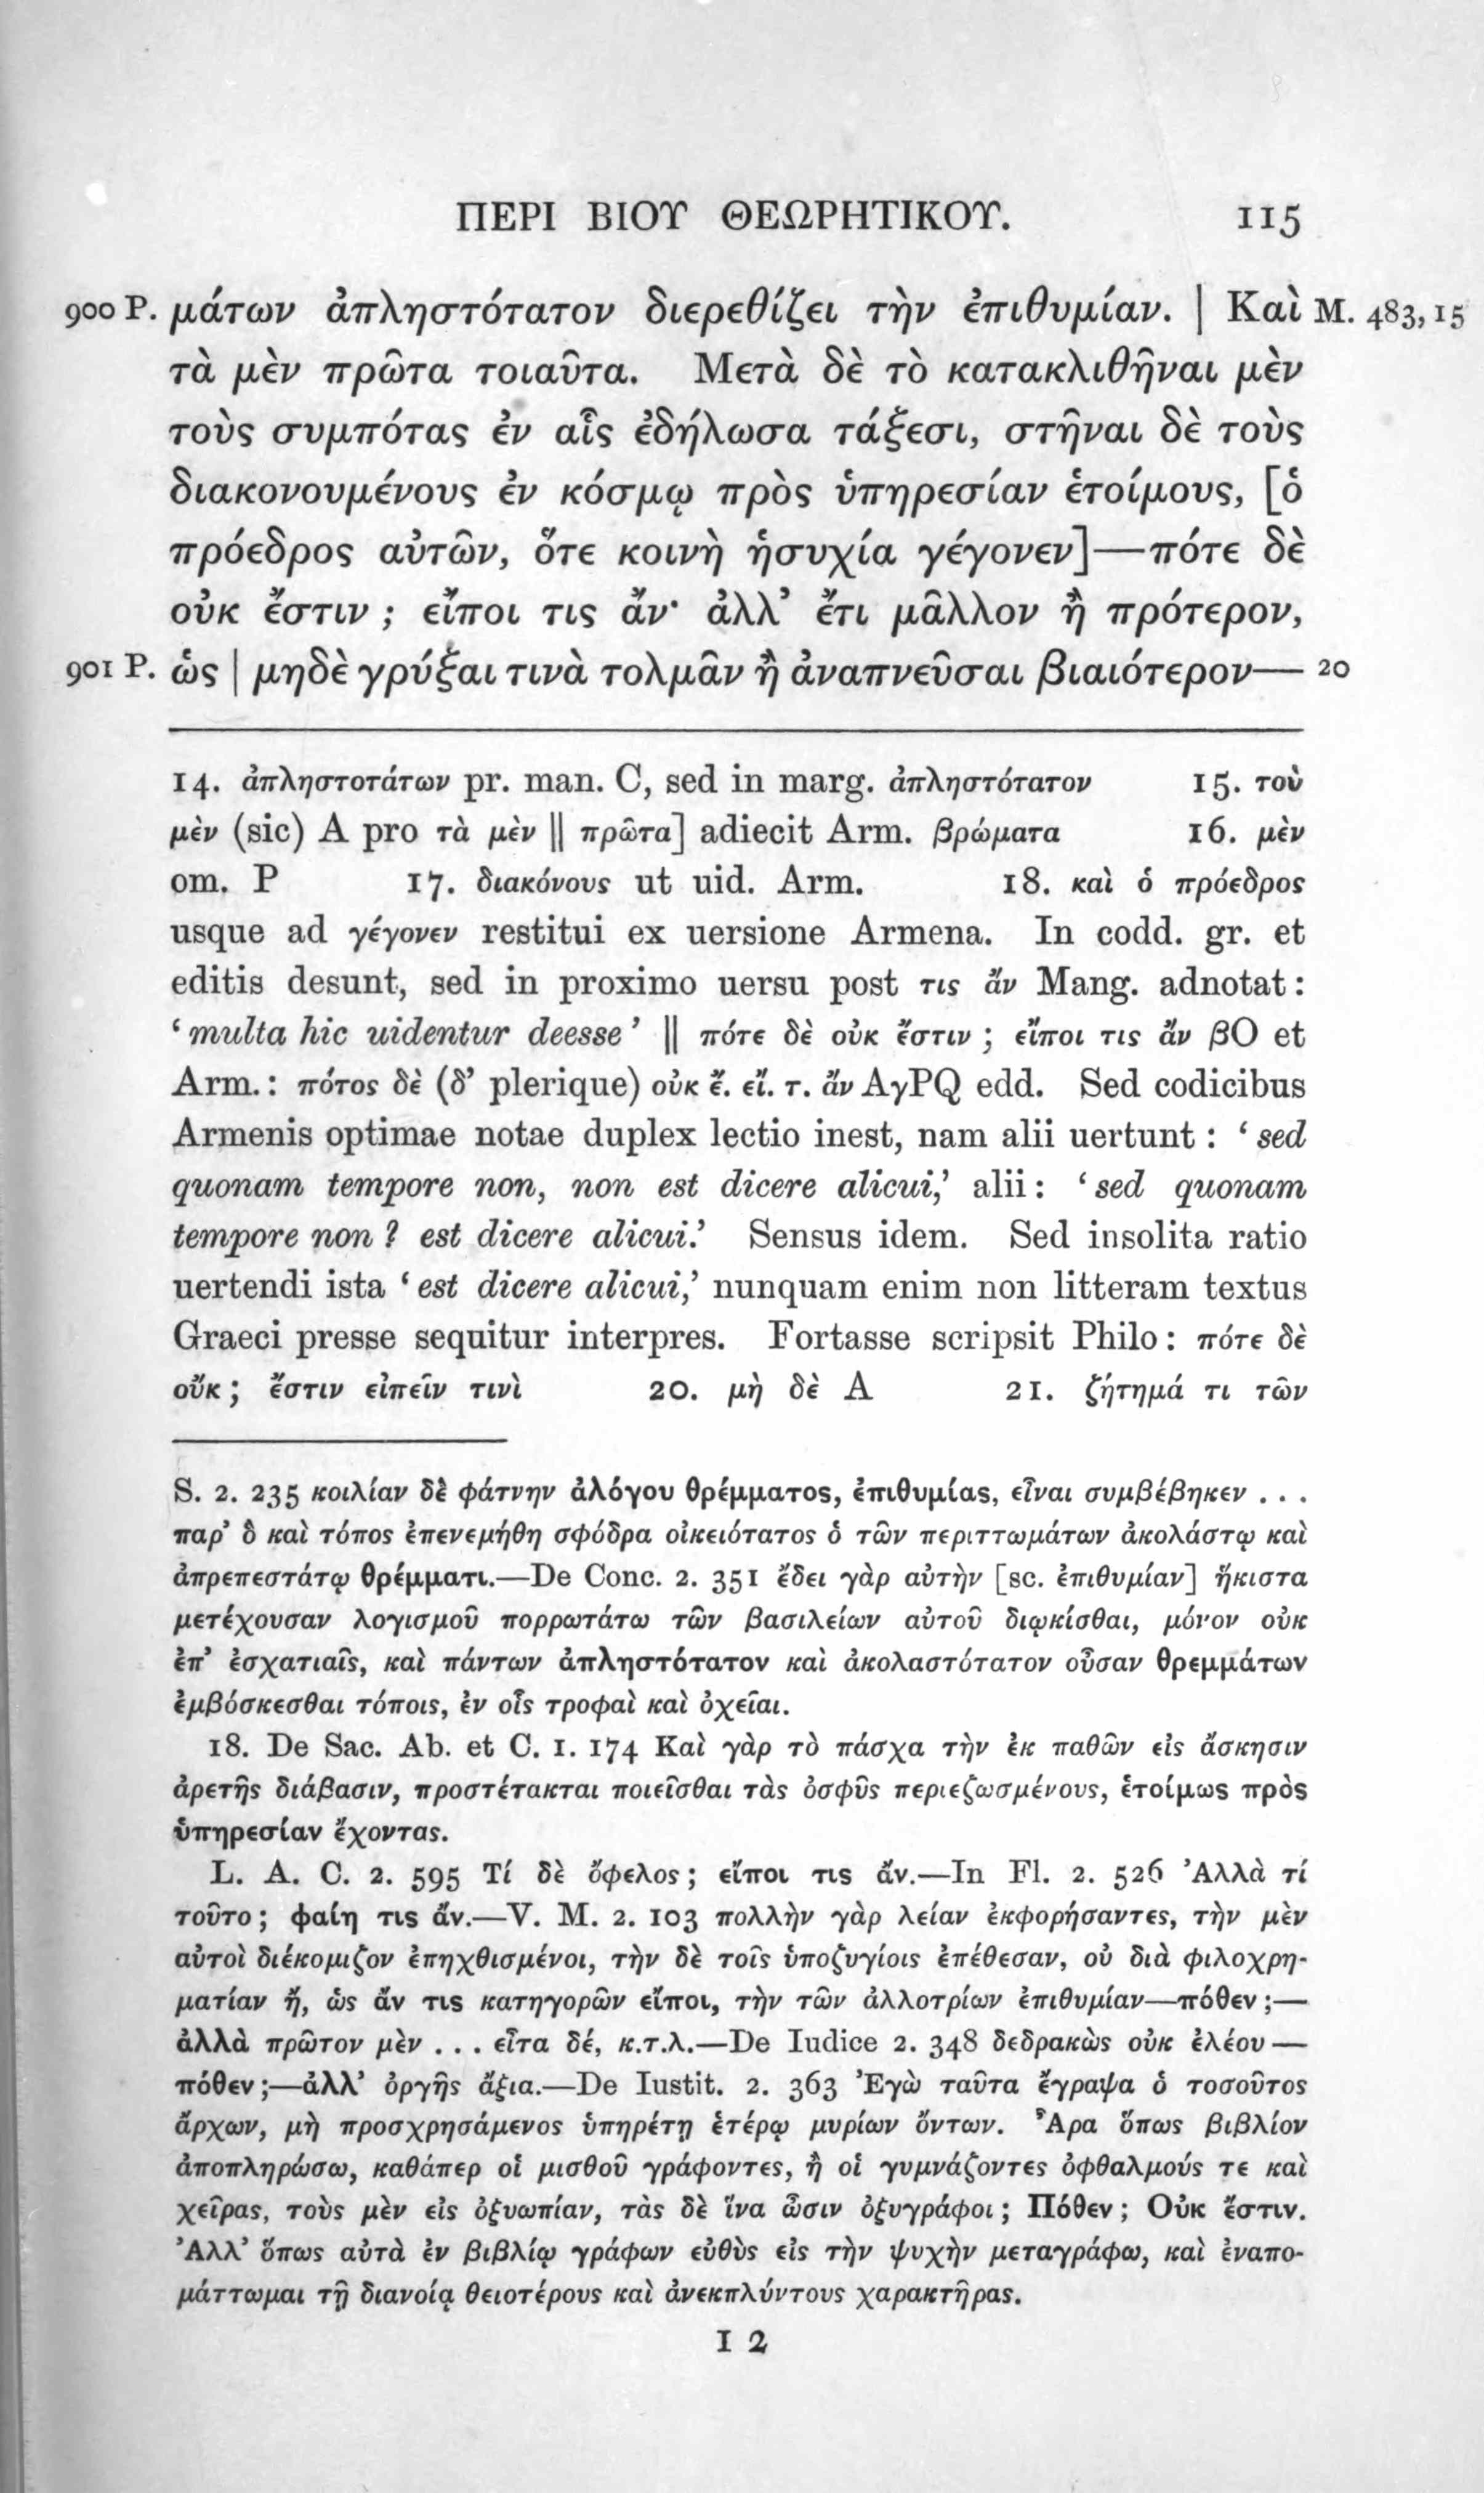 ΠΕΡΙ ΒΙΟΥ ΘΕΩΡΗΤΙΚΟΥ. 115
900 P. μάτων ἀπληστότατον διερεθίζει τὴν ἐπιθυμίαν. | Καὶ M. 483, 15
τὰ μὲν πρῶτα τοιαῦτα. Μετὰ δὲ τὸ κατακλιθῆναι μὲν
τοὺς συμπότας ἐν αἷς ἐδήλωσα τάξεσι, στῆναι δὲ τοὺς
διακονουμένους ἐν κόσμῳ πρὸς ὑπηρεσίαν ἑτοίμους, [ὁ
πρόεδρος αὐτῶν, ὅτε κοινὴ ἡσυχία γέγονεν]—πότε δὲ
οὐκ ἔστιν ; εἴποι τις ἄν· ἀλλ’ ἔτι μᾶλλον ἢ πρότερον,
901 P. ὡς | μηδὲ γρύξαι τινὰ τολμᾶν ἢ ἀναπνεῦσαι βιαιότερον— 20
14. ἀπληστοτάτων pr. man. C, sed in marg. ἀπληστότατον 15. τοὺ
μὲν (sic) A pro τὰ μὲν || πρῶτα] adiecit Arm. βρώματα 16. μὲν
om. P 17. διακόνους ut uid. Arm. 18. καὶ ὁ πρόεδρος
usque ad γέγονεν restitui ex uersione Armena. In codd. gr. et
editis desunt, sed in proximo uersu post τις ἄν Mang. adnotat :
‘ multa hic uidentur deesse ’ || πότε δὲ οὐκ ἔστιν ; εἴποι τις ἄν βO et
Arm. : πότος δὲ (δ’ plerique) οὐκ ἔ. εἴ. τ. ἄν AγPQ edd. Sed codicibus
Armenis optimae notae duplex lectio inest, nam alii uertunt : ‘ sed
quonam tempore non, non est dicere alicui,’ alii : ‘ sed quonam
tempore non ? est dicere alicui.’ Sensus idem. Sed insolita ratio
uertendi ista ‘ est dicere alicui,’ nunquam enim non litteram textus
Graeci presse sequitur interpres. Fortasse scripsit Philo : πότε δὲ
οὔκ ; ἔστιν εἰπεῖν τινὶ 20. μὴ δὲ A 21. ζήτημά τι τῶν
S. 2. 235 κοιλίαν δὲ φάτνην ἀλόγου θρέμματος, ἐπιθυμίας, εἶναι συμβέβηκεν . . .
παρ’ ὃ καὶ τόπος ἐπενεμήθη σφόδρα οἰκειότατος ὁ τῶν περιττωμάτων ἀκολάστῳ καὶ
ἀπρεπεστάτῳ θρέμματι.—De Conc. 2. 351 ἔδει γὰρ αὐτὴν [sc. ἐπιθυμίαν] ἥκιστα
μετέχουσαν λογισμοῦ πορρωτάτω τῶν βασιλείων αὐτοῦ διῳκίσθαι, μόνον οὐκ
ἐπ’ ἐσχατιαῖς, καὶ πάντων ἀπληστότατον καὶ ἀκολαστότατον οὖσαν θρεμμάτων
ἐμβόσκεσθαι τόποις, ἐν οἷς τροφαὶ καὶ ὀχεῖαι.
18. De Sac. Ab. et C. 1. 174 Καὶ γὰρ τὸ πάσχα τὴν ἐκ παθῶν εἰς ἄσκησιν
ἀρετῆς διάβασιν, προστέτακται ποιεῖσθαι τὰς ὀσφῦς περιεζωσμένους, ἑτοίμως πρὸς
ὑπηρεσίαν ἔχοντας.
L. A. C. 2. 595 Τί δὲ ὄφελος ; εἴποι τις ἄν.—In Fl. 2. 526 Ἀλλὰ τί
τοῦτο ; φαίη τις ἄν.—V. M. 2. 103 πολλὴν γὰρ λείαν ἐκφορήσαντες, τὴν μὲν
αὐτοὶ διέκομιζον ἐπηχθισμένοι, τὴν δὲ τοῖς ὑποζυγίοις ἐπέθεσαν, οὐ διὰ φιλοχρη-
ματίαν ἤ, ὡς ἄν τις κατηγορῶν εἴποι, τὴν τῶν ἀλλοτρίων ἐπιθυμίαν—πόθεν ;—
ἀλλὰ πρῶτον μὲν . . . εἶτα δέ, κ.τ.λ.—De Iudice 2. 348 δεδρακὼς οὐκ ἐλέου—
πόθεν ;—ἀλλ’ ὀργῆς ἄξια.—De Iustit. 2. 363 Ἐγὼ ταῦτα ἔγραψα ὁ τοσοῦτος
ἄρχων, μὴ προσχρησάμενος ὑπηρέτῃ ἑτέρῳ μυρίων ὄντων. Ἆρα ὅπως βιβλίον
ἀποπληρώσω, καθάπερ οἱ μισθοῦ γράφοντες, ἢ οἱ γυμνάζοντες ὀφθαλμούς τε καὶ
χεῖρας, τοὺς μὲν εἰς ὀξυωπίαν, τὰς δὲ ἵνα ὦσιν ὀξυγράφοι ; Πόθεν ; Οὐκ ἔστιν.
Ἀλλ’ ὅπως αὐτὰ ἐν βιβλίῳ γράφων εὐθὺς εἰς τὴν ψυχὴν μεταγράφω, καὶ ἐναπο-
μάττωμαι τῇ διανοίᾳ θειοτέρους καὶ ἀνεκπλύντους χαρακτῆρας.
I 2